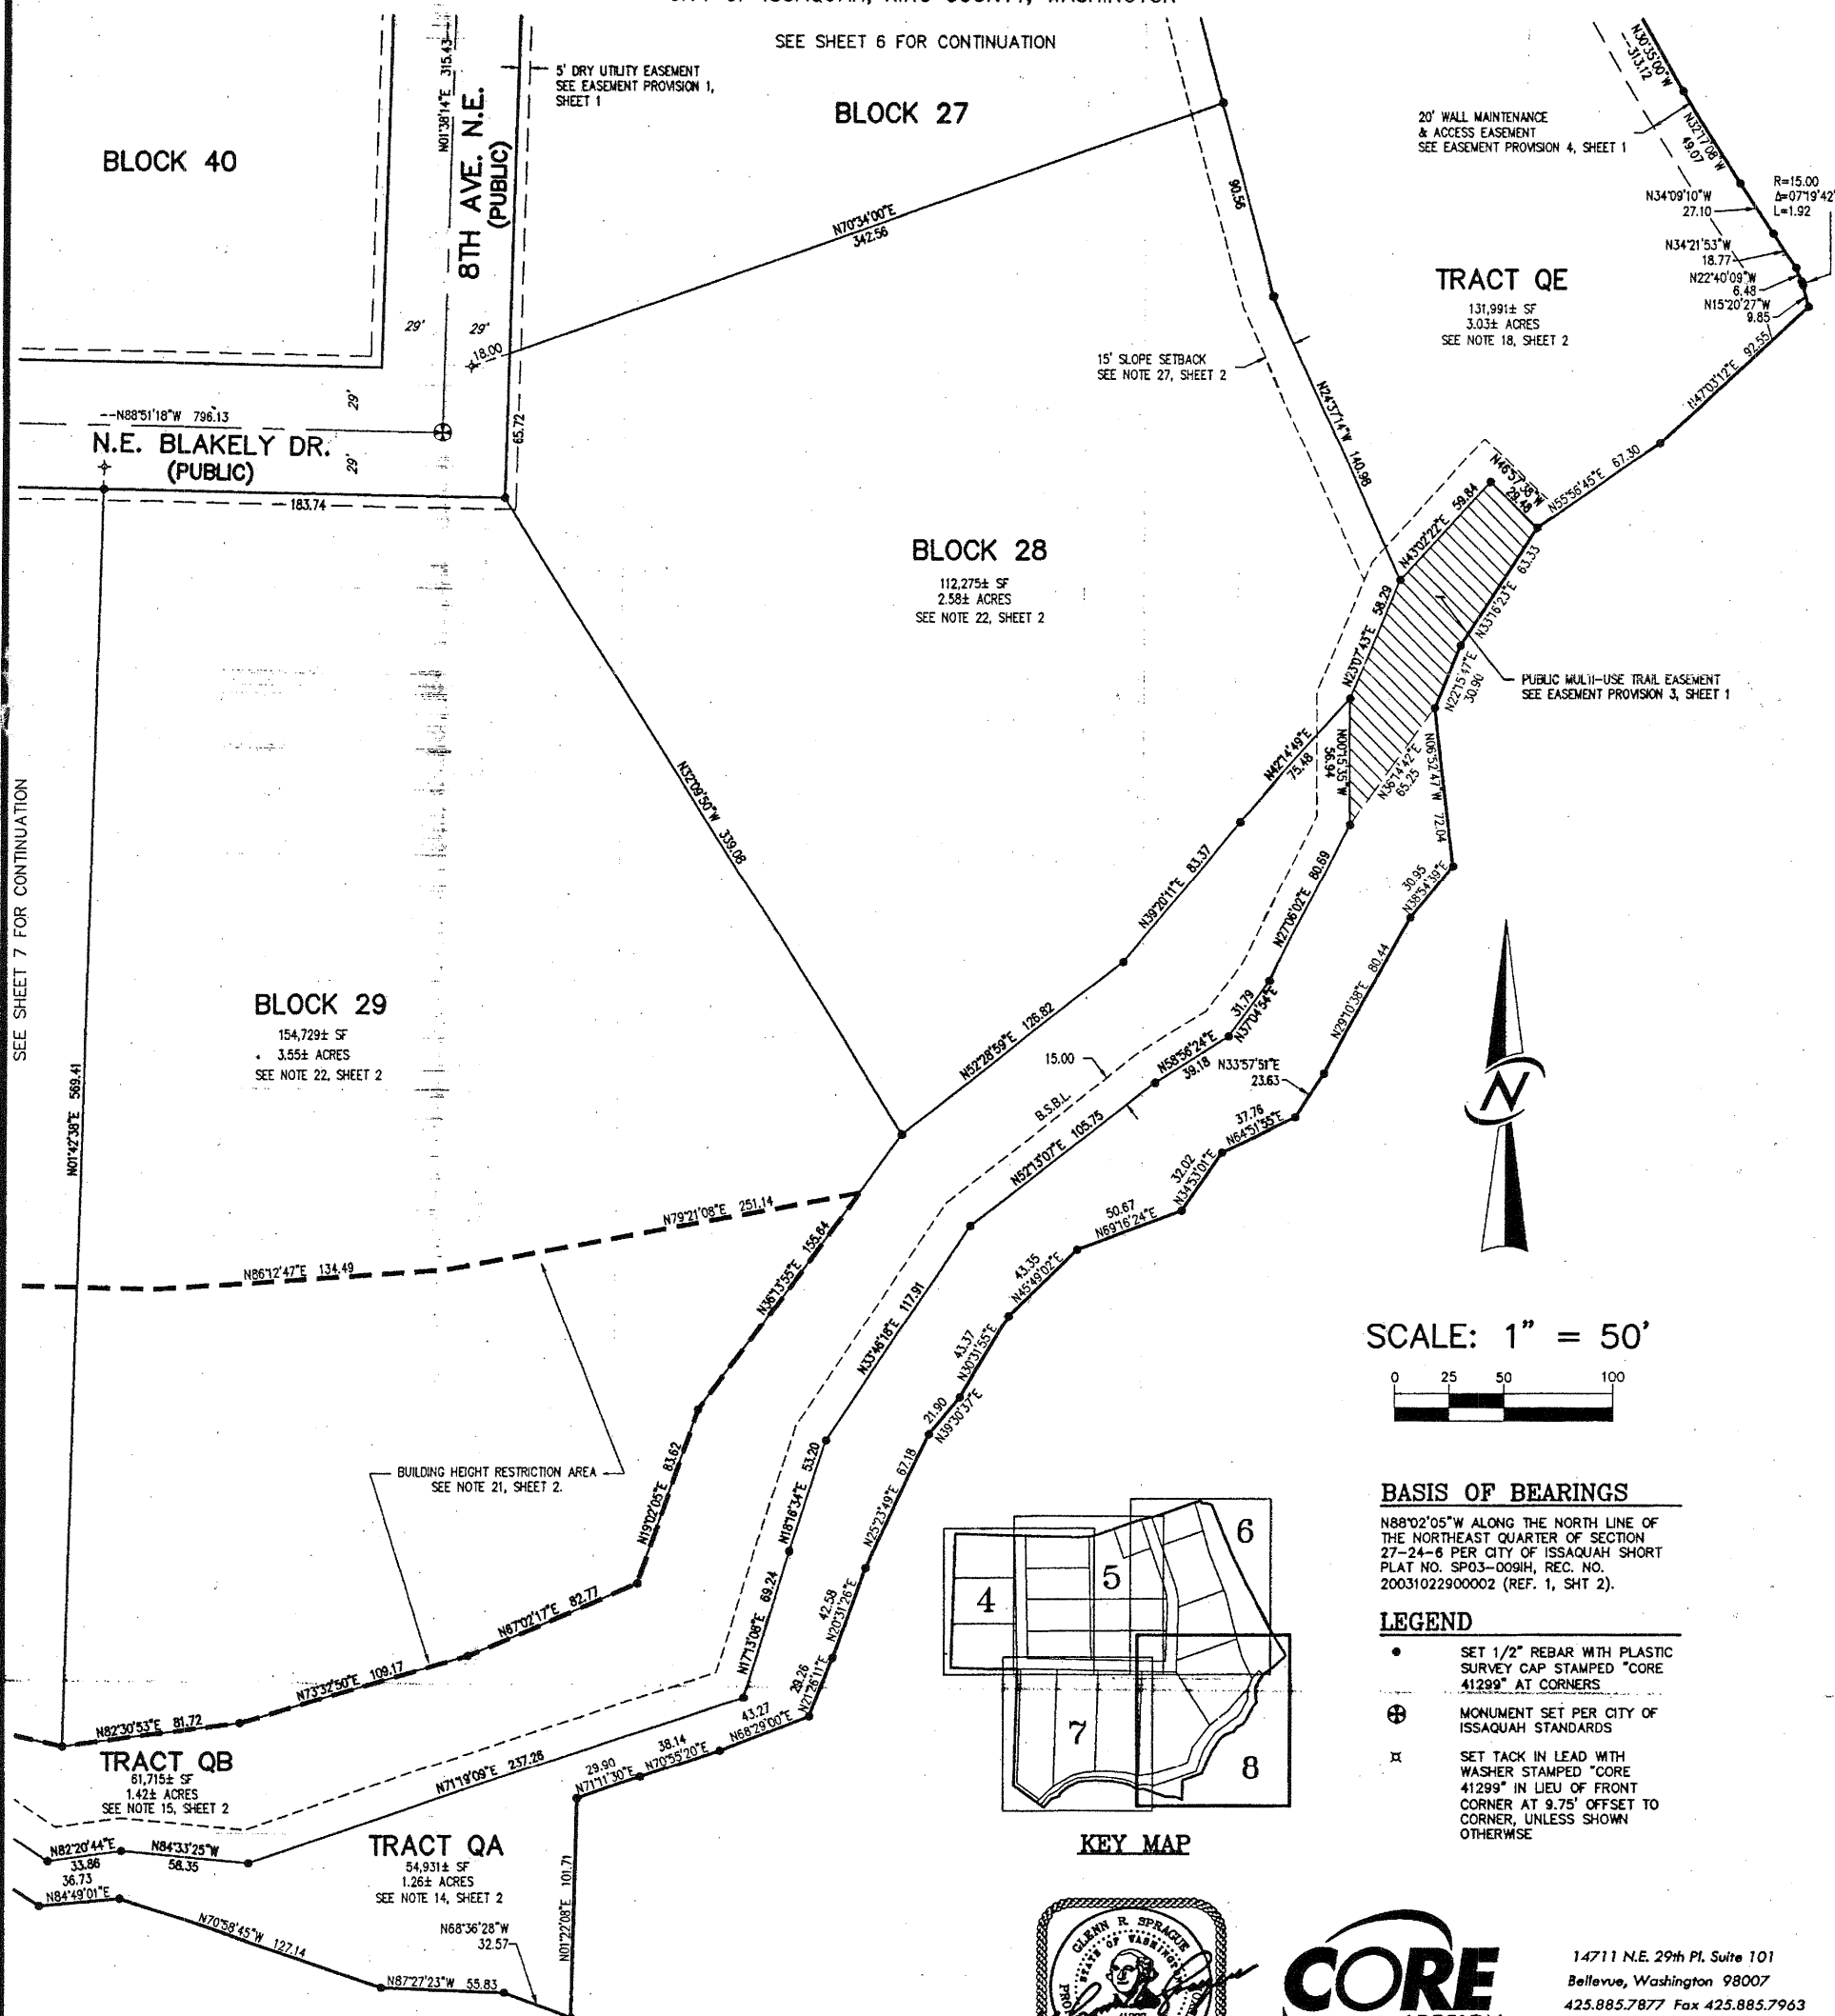 SEE SHEET 6 FOR CONTINUATION
5' DRY UTILITY EASEMENT
SEE EASEMENT PROVISION 1,
SHEET 1
BLOCK 27
BLOCK 40
N01°38'14"E 315.43
8TH AVE. N.E.
(PUBLIC)
N70°34'00"E
342.56
90.56
N30°35'00"W
313.12
20' WALL MAINTENANCE
& ACCESS EASEMENT
SEE EASEMENT PROVISION 4, SHEET 1
N32°17'08"W
49.07
N34°09'10"W
27.10
R=15.00
Δ=07°19'42"
L=1.92
N34°21'53"W
18.77
N22°40'09"W
6.48
N15°20'27"W
9.85
TRACT QE
131,991± SF
3.03± ACRES
SEE NOTE 18, SHEET 2
29'
29'
18.00
15' SLOPE SETBACK
SEE NOTE 27, SHEET 2
N47°03'12"E 92.55
N24°37'14"W 140.98
29'
N88°51'18"W 796.13
N.E. BLAKELY DR.
(PUBLIC)
29'
65.72
183.74
N46°57'38"W
29.48
N55°56'45"E 67.30
N43°02'22"E 59.84
BLOCK 28
112,275± SF
2.58± ACRES
SEE NOTE 22, SHEET 2
N33°16'23"E 63.33
N23°07'43"E 58.29
N22°15'47"E
30.90
PUBLIC MULTI-USE TRAIL EASEMENT
SEE EASEMENT PROVISION 3, SHEET 1
N00°15'35"W
56.94
N36°14'42"E
65.25
N06°52'47"W 72.04
N42°14'49"E
75.48
SEE SHEET 7 FOR CONTINUATION
N32°09'50"W 339.08
N39°20'11"E 83.37
N27°06'02"E 80.69
30.95
N38°54'39"E
BLOCK 29
154,729± SF
3.55± ACRES
SEE NOTE 22, SHEET 2
N01°42'38"E 569.41
N52°28'59"E 126.82
31.79
N37°04'54"E
N29°10'38"E 80.44
15.00
N58°56'24"E
39.18
N33°57'51"E
23.63
B.S.B.L.
N52°13'07"E 105.75
37.76
N64°51'55"E
32.02
N34°53'01"E
50.67
N69°16'24"E
N79°21'08"E 251.14
N86°12'47"E 134.49
N36°13'55"E 155.64
43.35
N45°49'02"E
N33°46'18"E 117.91
43.37
N30°31'55"E
21.90
N39°30'37"E
N
SCALE: 1" = 50'
0 25 50 100
BUILDING HEIGHT RESTRICTION AREA
SEE NOTE 21, SHEET 2.
N19°02'05"E 83.62
N18°16'34"E 53.20
N25°23'49"E 67.18
N17°13'08"E 69.24
42.58
N20°31'26"E
29.26
N21°26'11"E
N67°02'17"E 82.77
N73°32'50"E 109.17
N82°30'53"E 81.72
43.27
N68°29'00"E
38.14
N70°55'20"E
29.90
N71°11'30"E
N71°19'09"E 237.26
BASIS OF BEARINGS
N88°02'05"W ALONG THE NORTH LINE OF
THE NORTHEAST QUARTER OF SECTION
27-24-6 PER CITY OF ISSAQUAH SHORT
PLAT NO. SP03-009IH, REC. NO.
20031022900002 (REF. 1, SHT 2).
LEGEND
SET 1/2" REBAR WITH PLASTIC
SURVEY CAP STAMPED "CORE
41299" AT CORNERS
MONUMENT SET PER CITY OF
ISSAQUAH STANDARDS
SET TACK IN LEAD WITH
WASHER STAMPED "CORE
41299" IN LIEU OF FRONT
CORNER AT 9.75' OFFSET TO
CORNER, UNLESS SHOWN
OTHERWISE
4
5
6
7
8
KEY MAP
TRACT QB
61,715± SF
1.42± ACRES
SEE NOTE 15, SHEET 2
N82°20'44"E
33.86
N84°33'25"W
58.35
36.73
N84°49'01"E
TRACT QA
54,931± SF
1.26± ACRES
SEE NOTE 14, SHEET 2
N70°58'45"W 127.14
N68°36'28"W
32.57
N87°27'23"W 55.83
N01°22'08"E 101.71
GLENN R. SPRAGUE
STATE OF WASHINGTON
CORE
14711 N.E. 29th Pl. Suite 101
Bellevue, Washington 98007
425.885.7877 Fax 425.885.7963